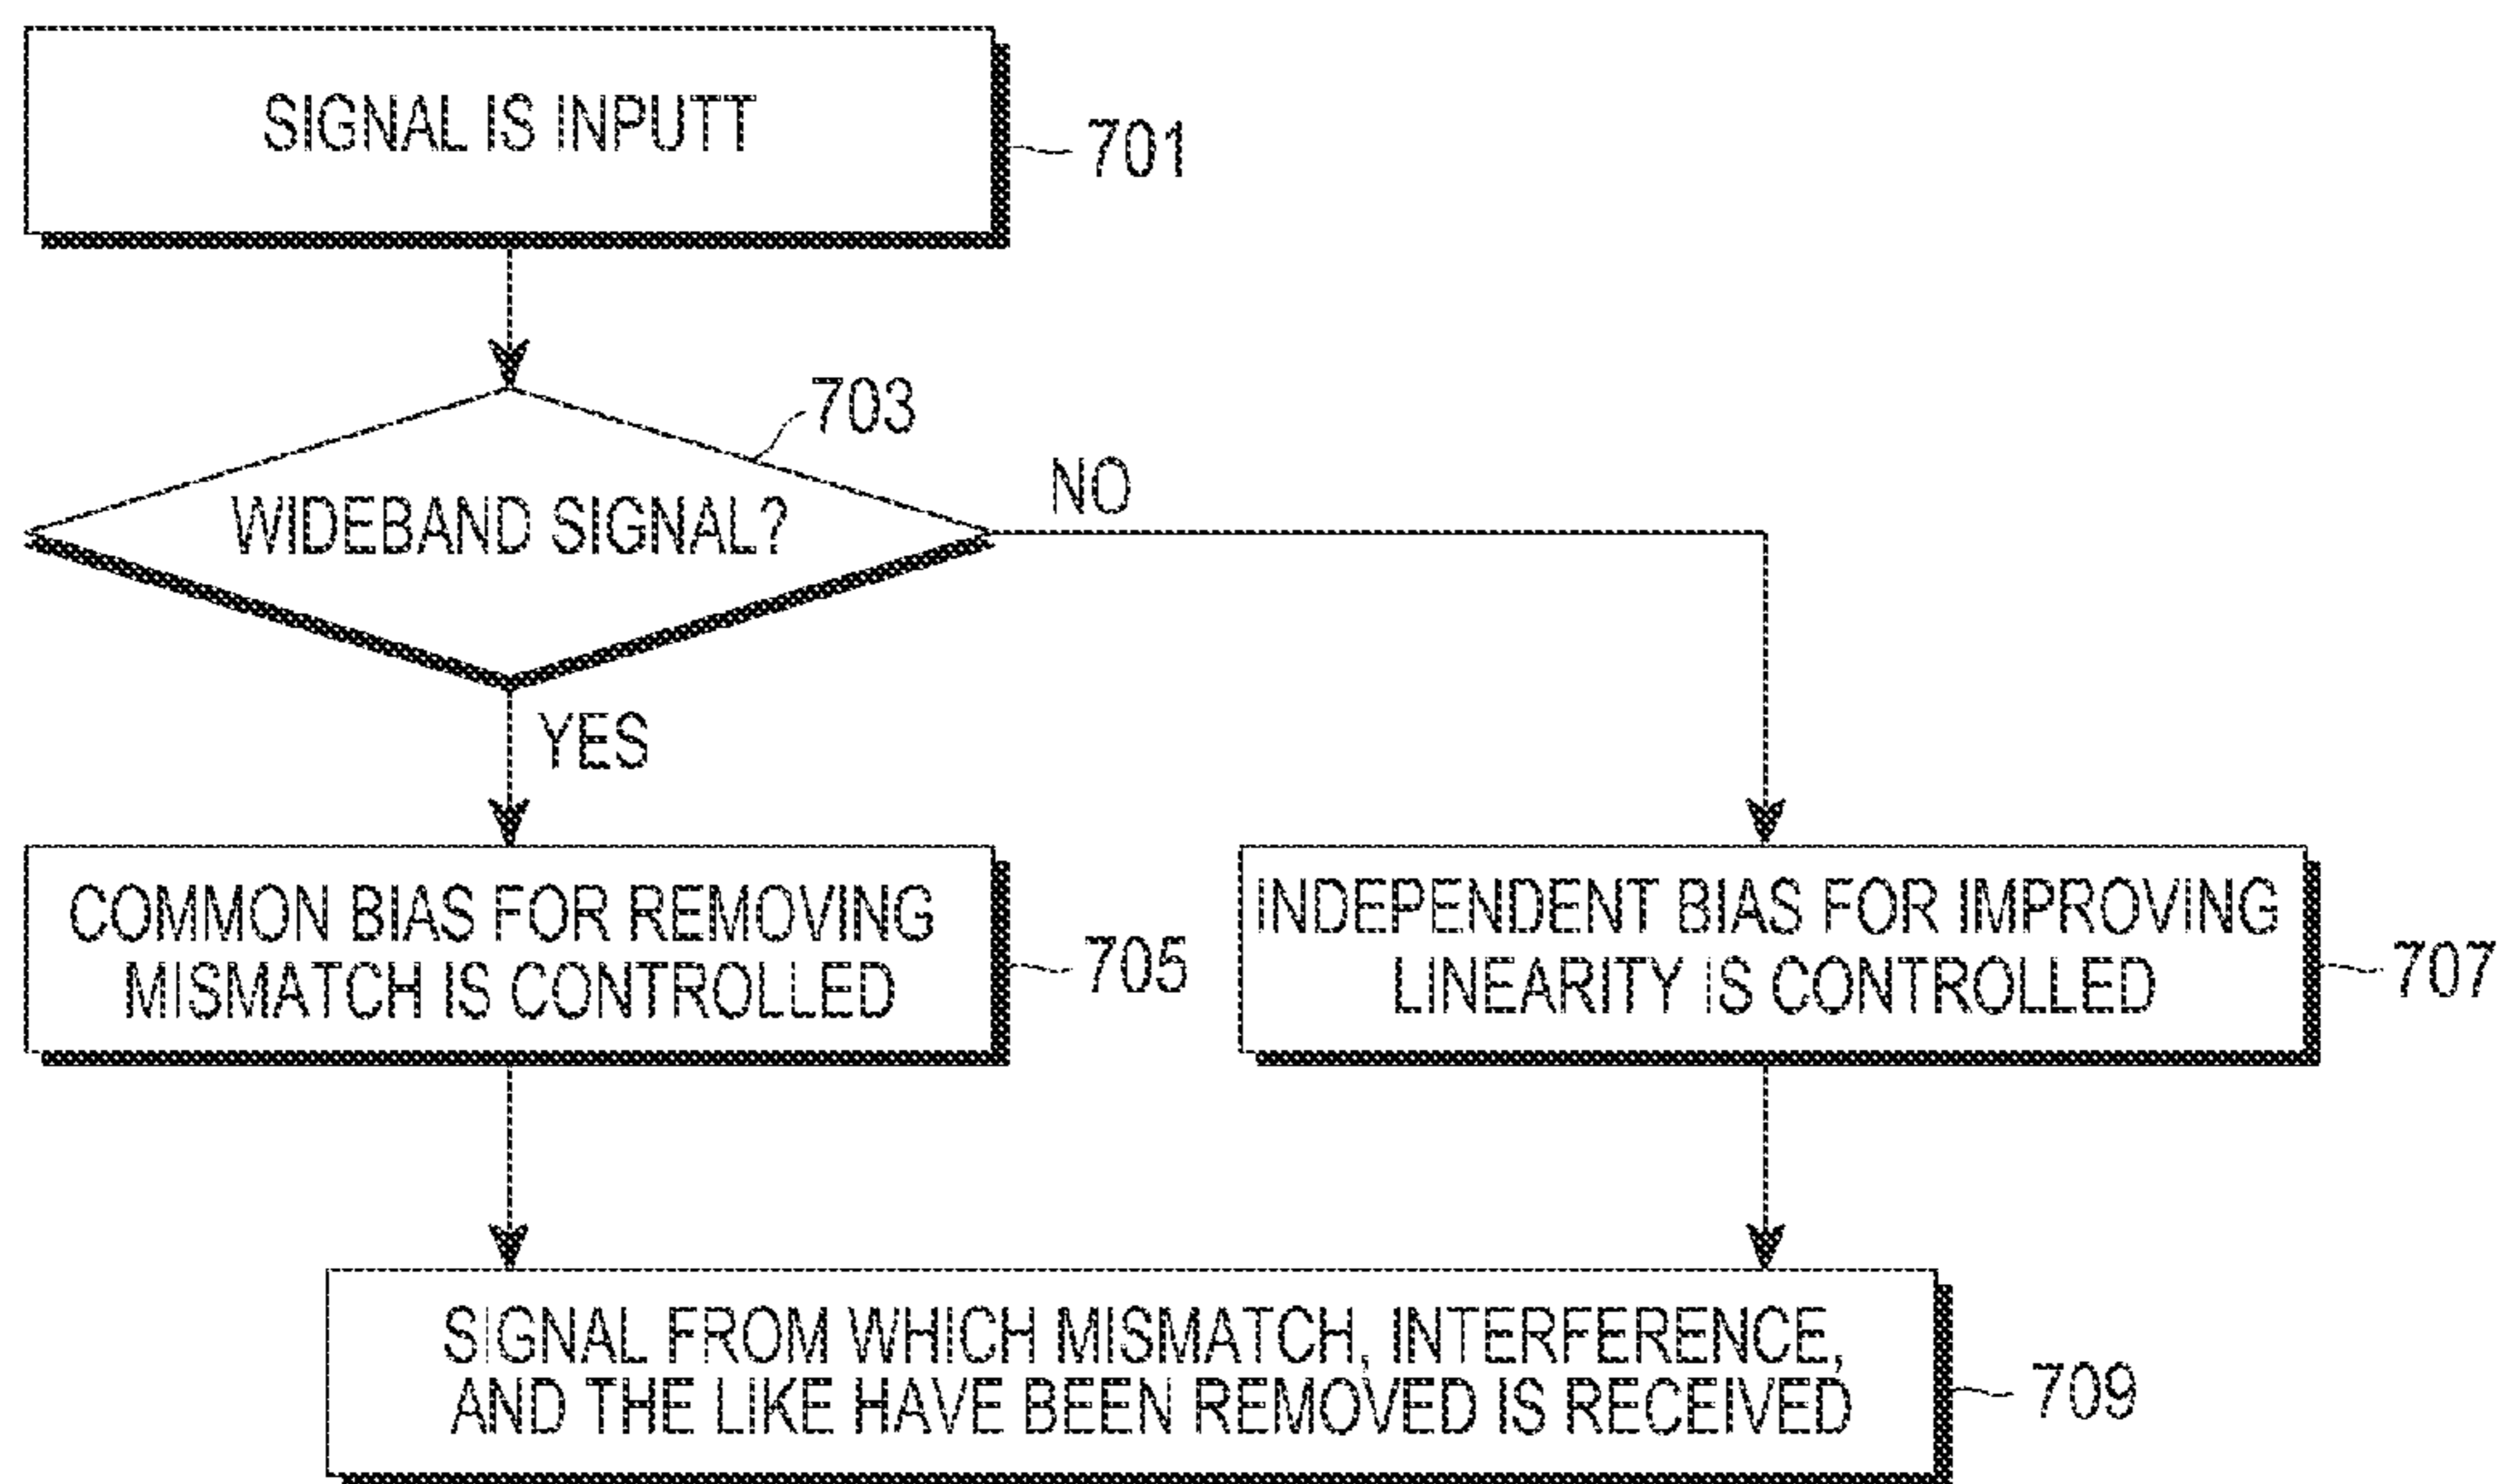 SIGNAL IS INPUTT
701
703
WIDEBAND SIGNAL?
NO
YES
COMMON BIAS FOR REMOVING
MISMATCH IS CONTROLLED
705
INDEPENDENT BIAS FOR IMPROVING
LINEARITY IS CONTROLLED
707
SIGNAL FROM WHICH MISMATCH, INTERFERENCE,
AND THE LIKE HAVE BEEN REMOVED IS RECEIVED
709